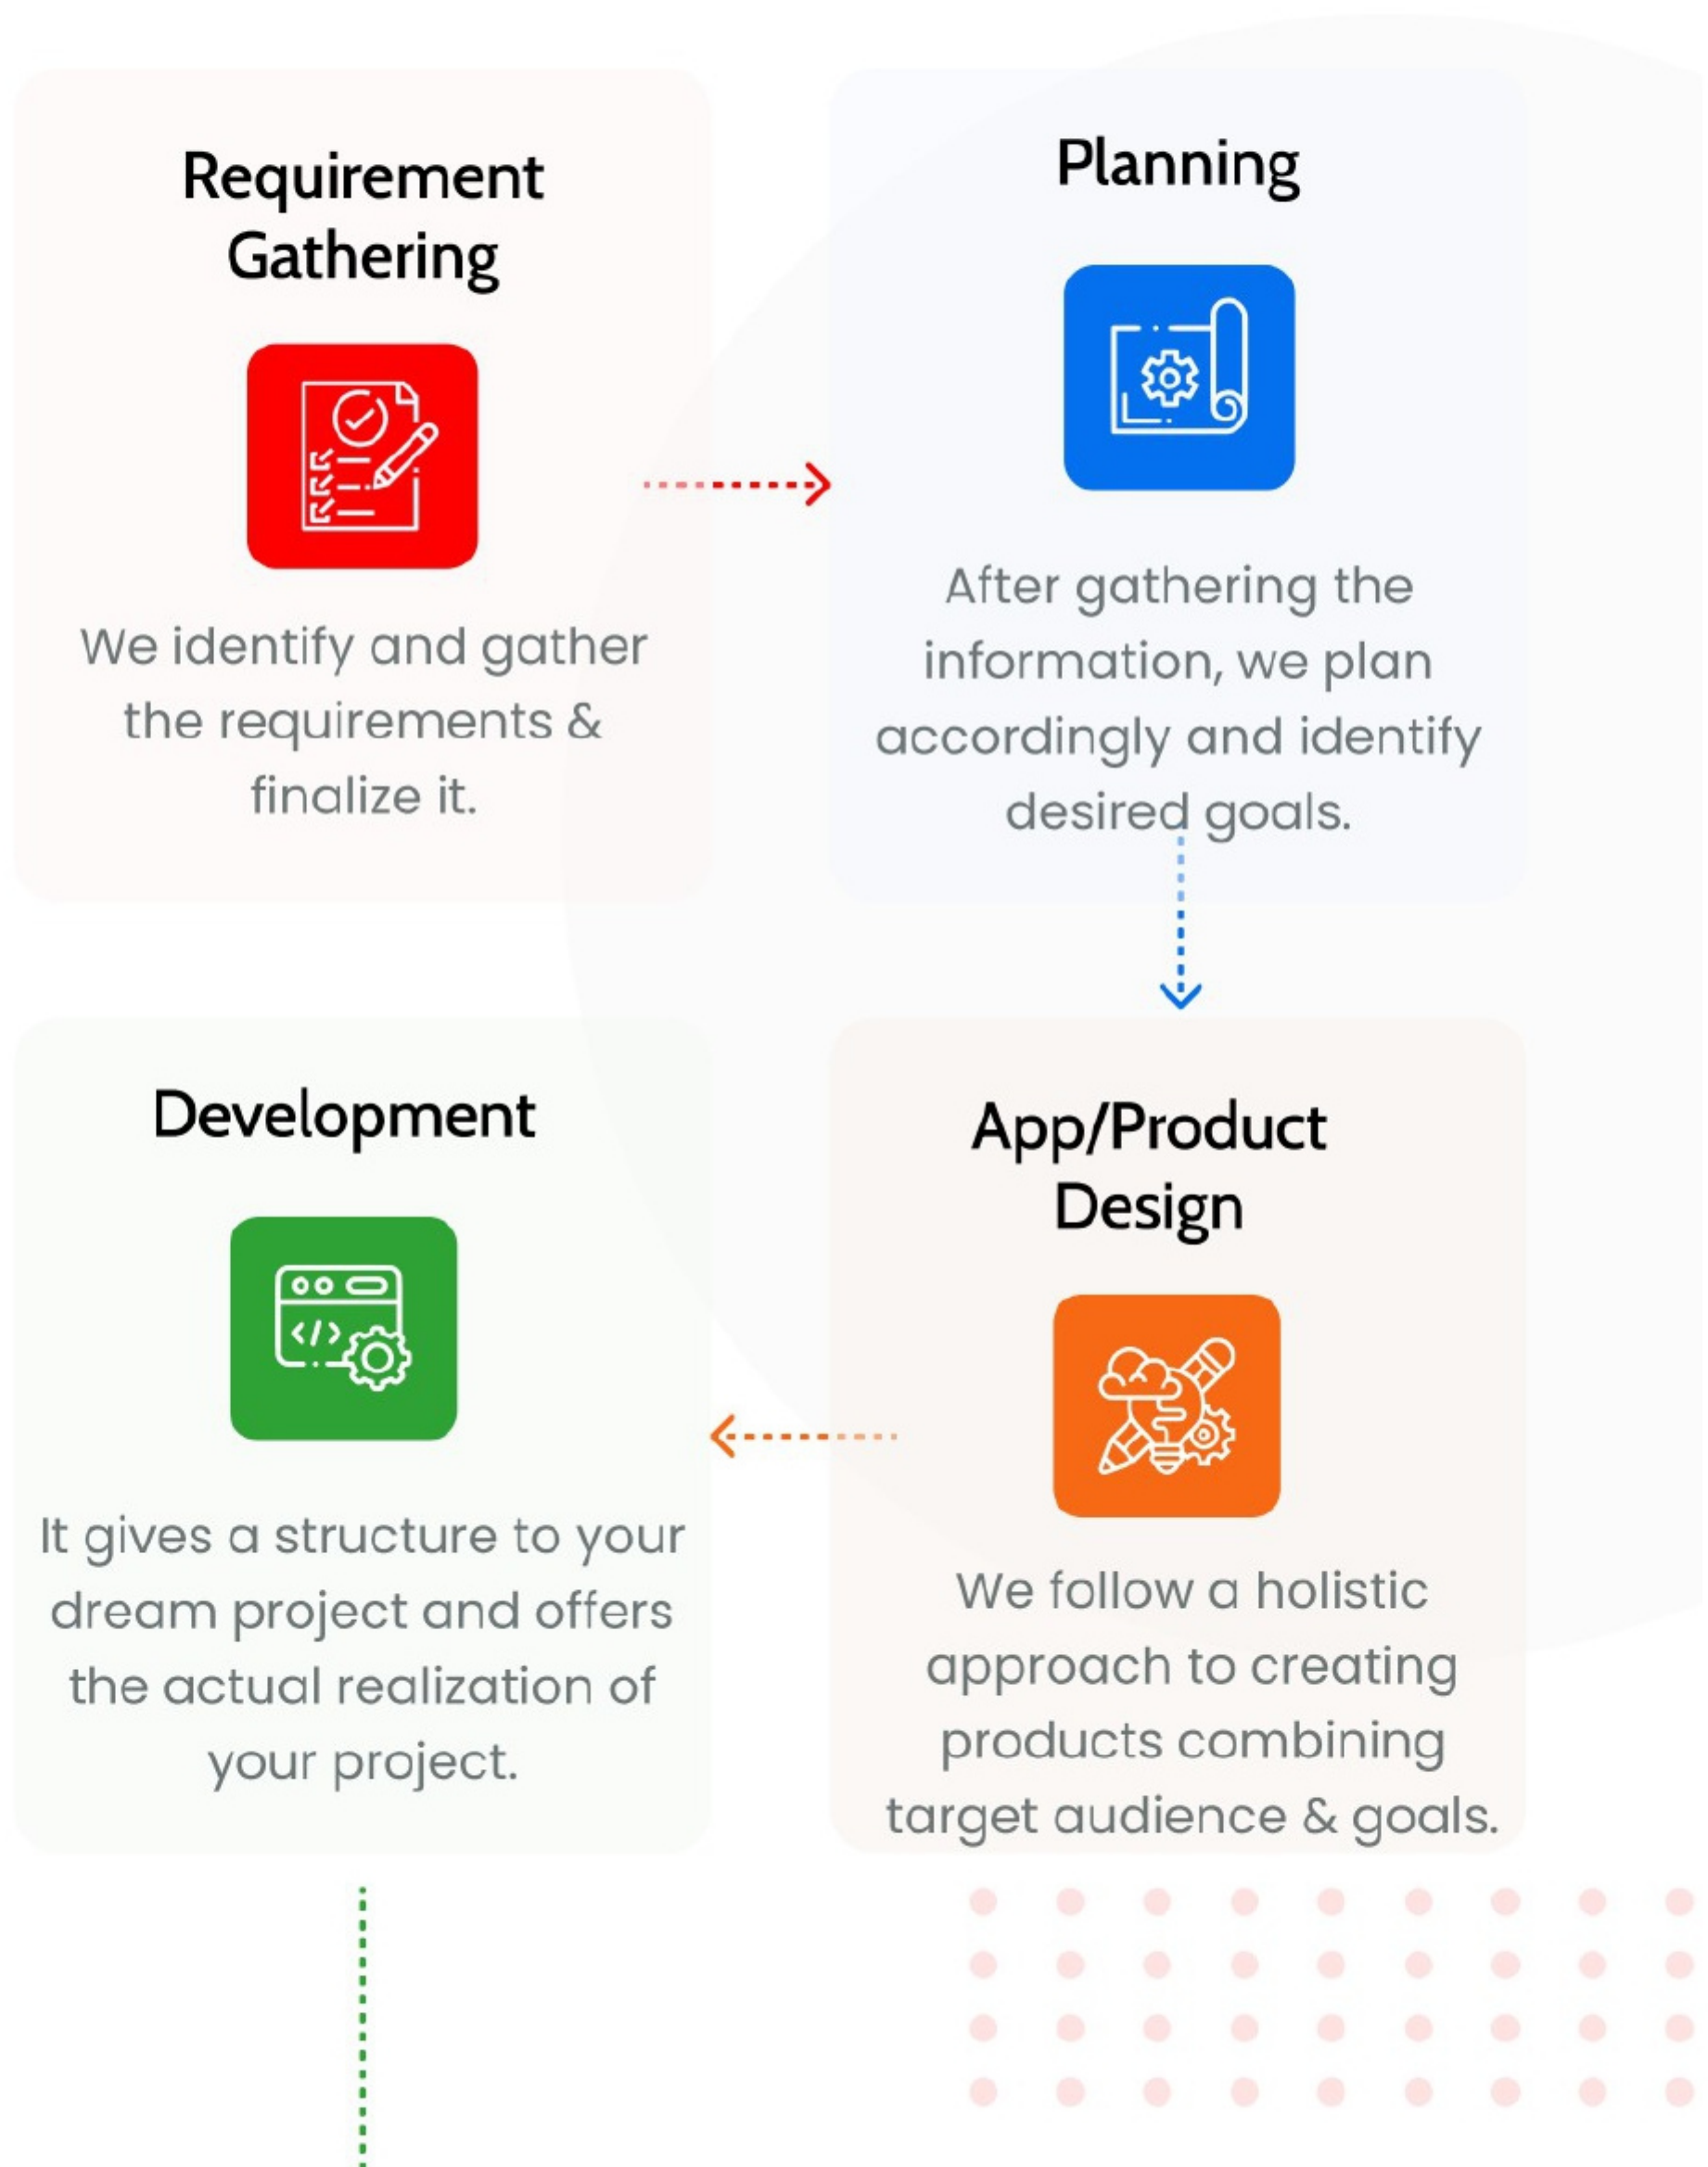 Requirement
Gathering
We identify and gather
the requirements &
finalize it.
Planning
After gathering the
information, we plan
accordingly and identify
desired goals.
App/Product
Design
We follow a holistic
approach to creating
products combining
target audience & goals.
Development
</>
It gives a structure to your
dream project and offers
the actual realization of
your project.